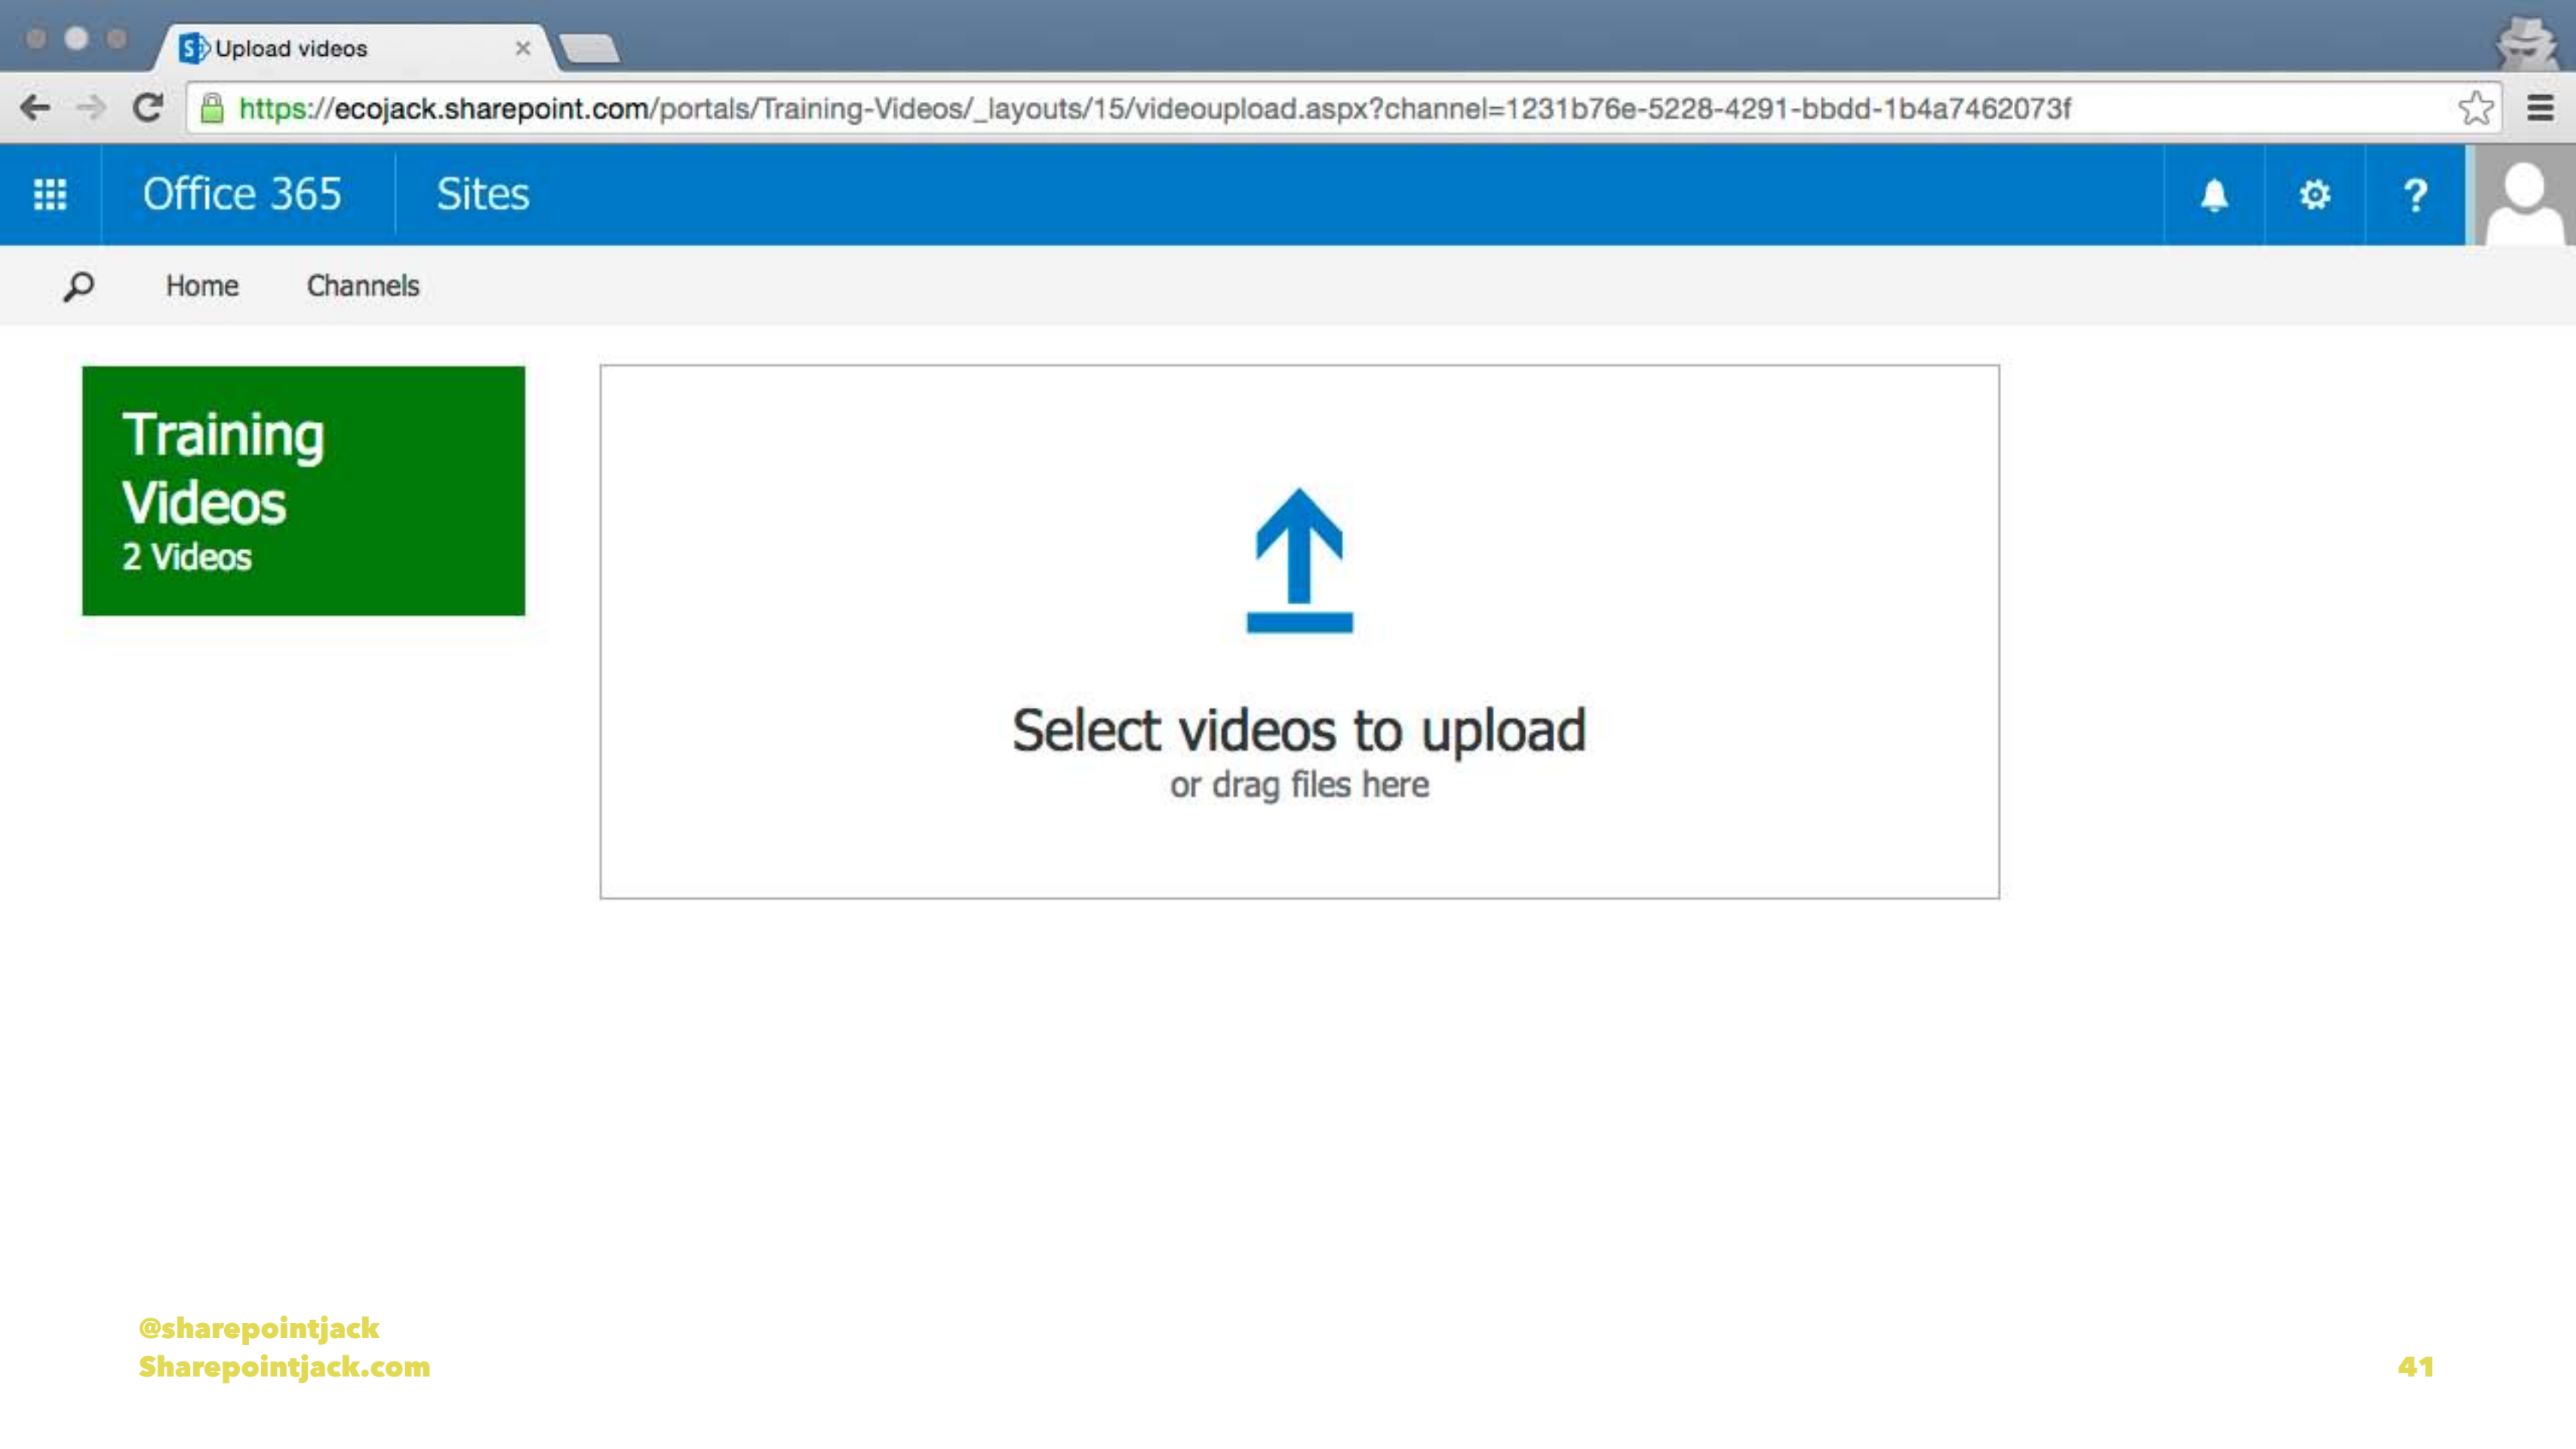 Upload videos
https://ecojack.sharepoint.com/portals/Training-Videos/_layouts/15/videoupload.aspx?channel=1231b76e-5228-4291-bbdd-1b4a7462073f
Office 365 Sites ?
Home Channels
Training
Videos
2 Videos
Select videos to upload
or drag files here
@sharepointjack
Sharepointjack.com
41